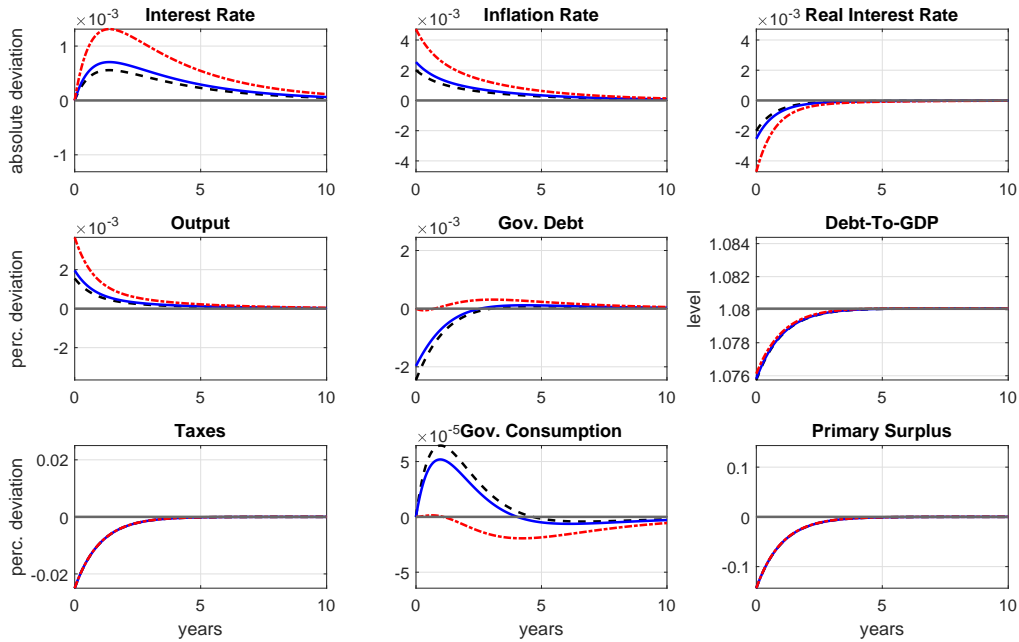 Interest Rate
×10⁻³
absolute deviation
1
0
-1
0 5 10
Inflation Rate
×10⁻³
4
2
0
-2
-4
0 5 10
Real Interest Rate
×10⁻³
4
2
0
-2
-4
0 5 10
Output
×10⁻³
perc. deviation
2
0
-2
0 5 10
Gov. Debt
×10⁻³
2
0
-2
0 5 10
Debt-To-GDP
level
1.084
1.082
1.08
1.078
1.076
0 5 10
Taxes
perc. deviation
0.02
0
-0.02
0 5 10
years
Gov. Consumption
×10⁻⁵
5
0
-5
0 5 10
years
Primary Surplus
0.1
0
-0.1
0 5 10
years